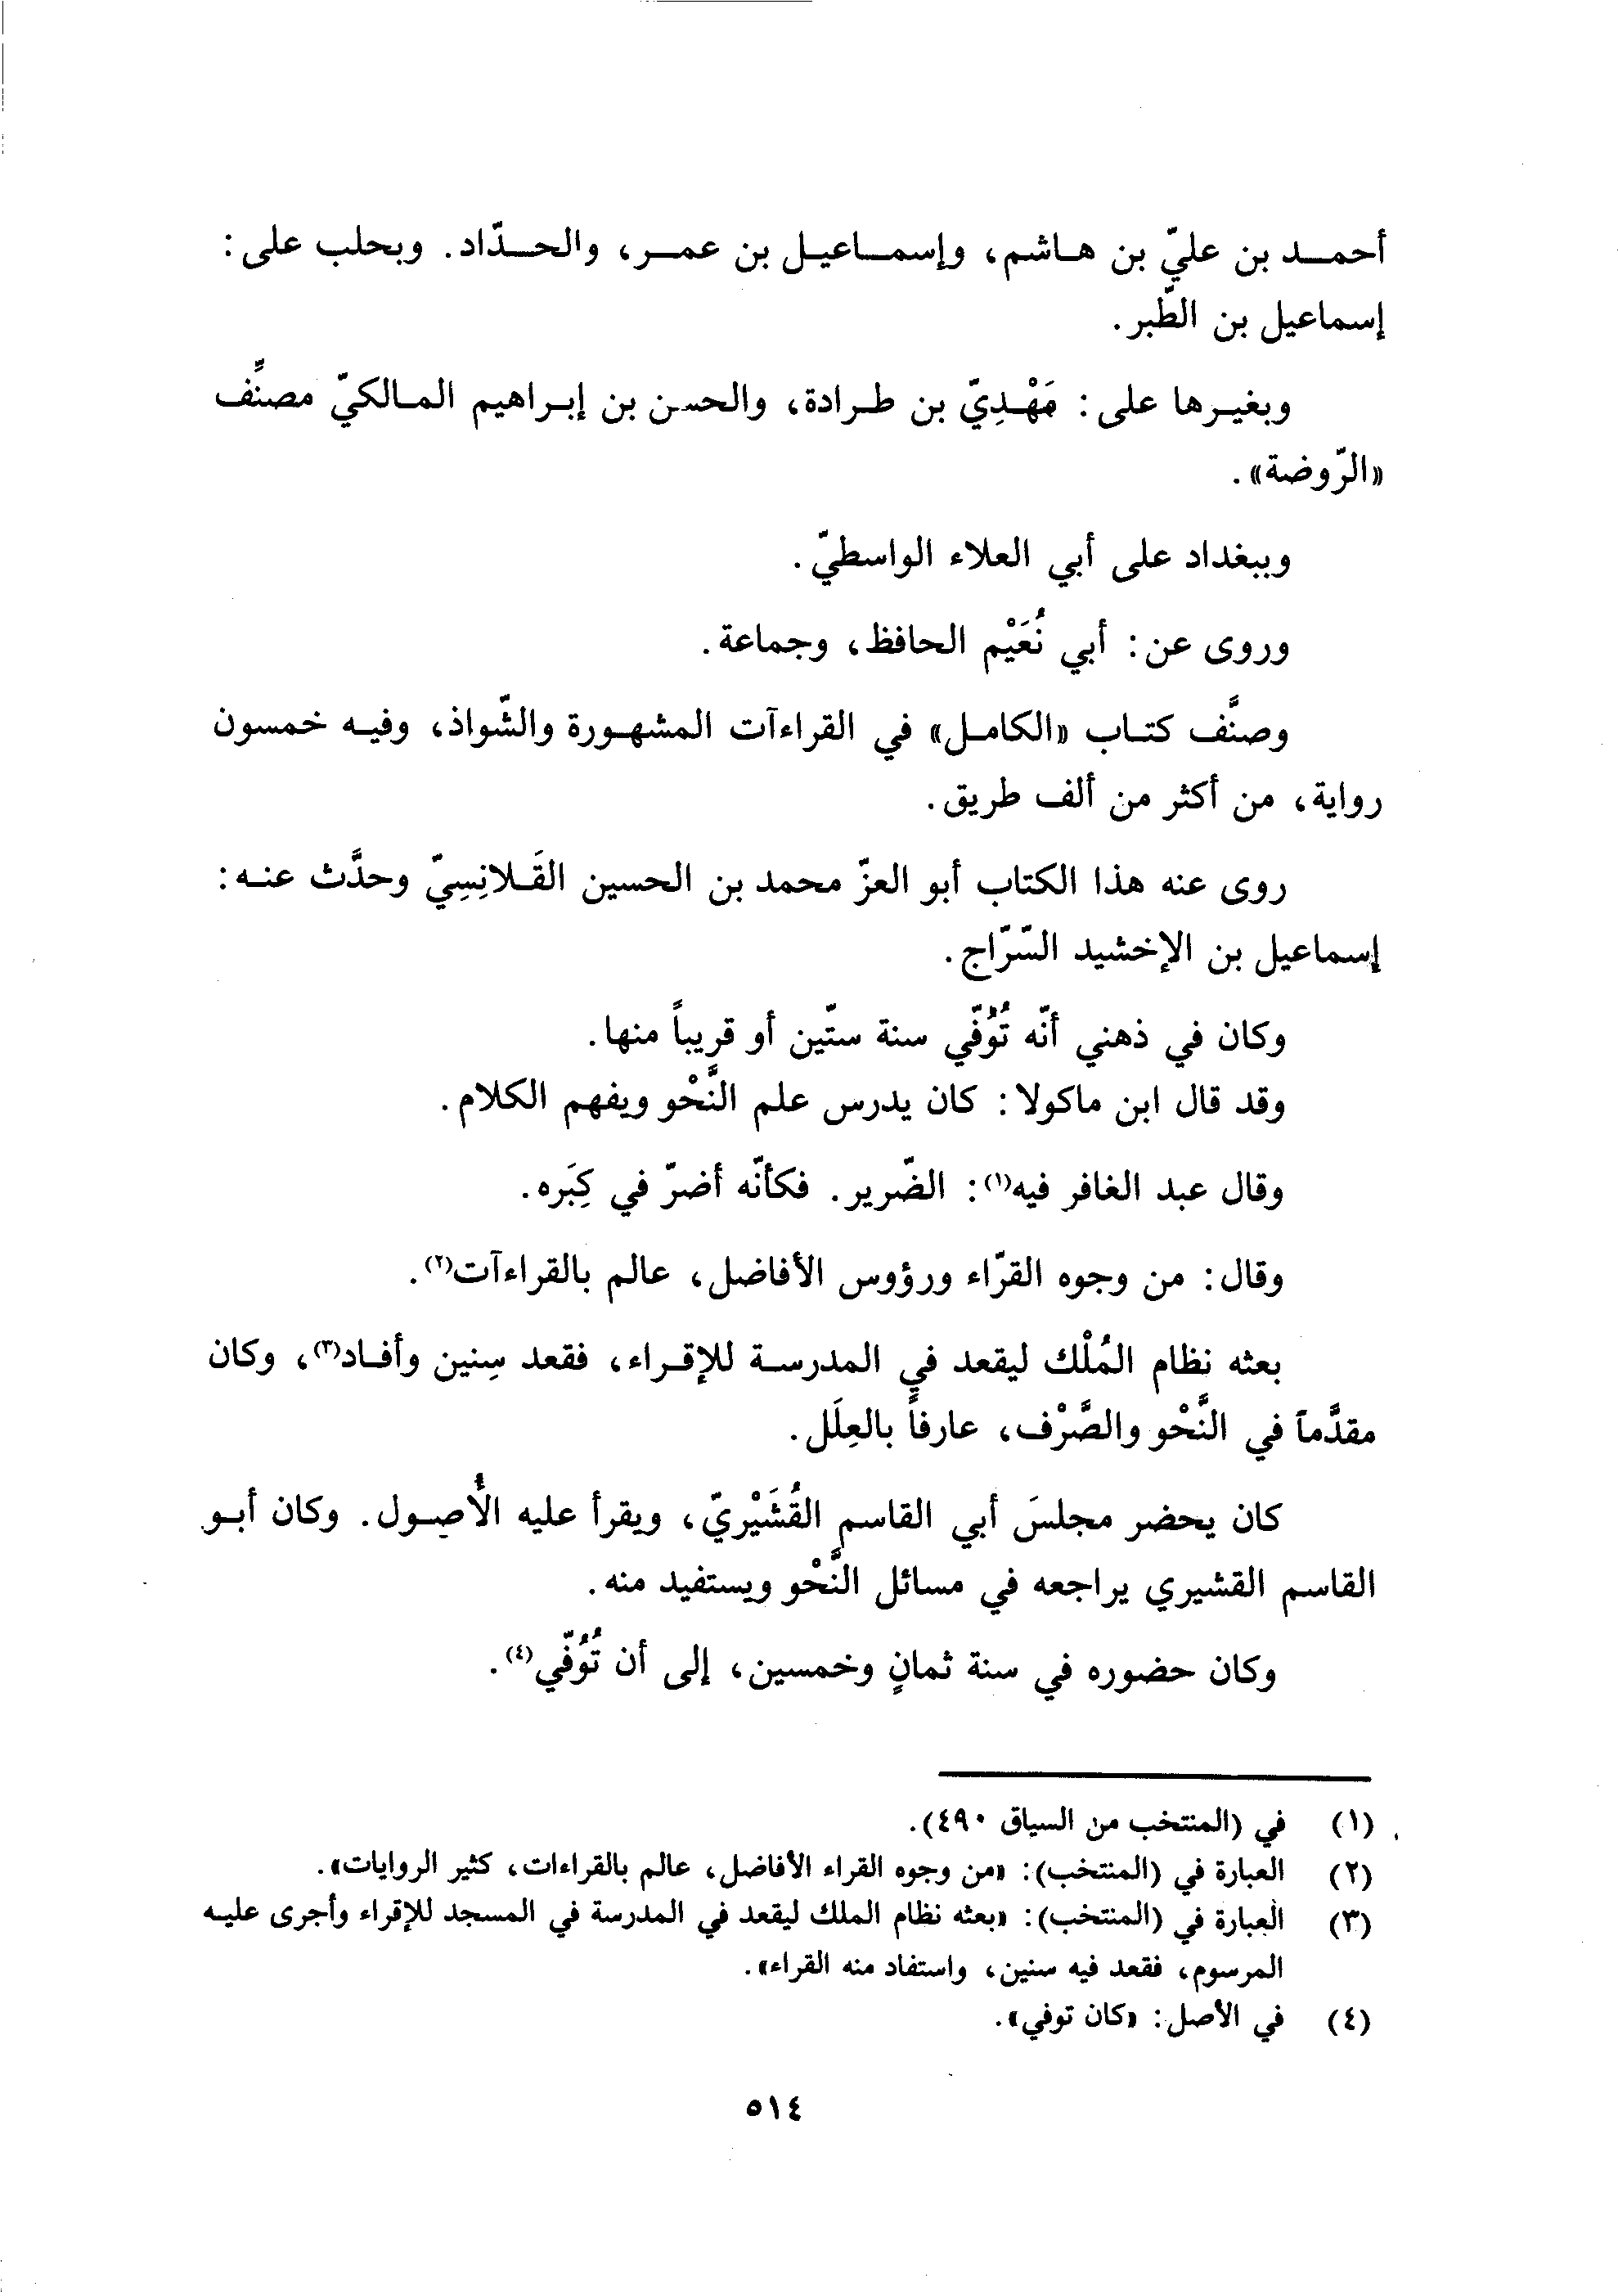 أحمد بن عليّ بن هاشم، وإسماعيل بن عمر، والحدّاد. وبحلب على:
إسماعيل بن الطّبر.
وبغيرها على: مَهْدِيّ بن طرادة، والحسن بن إبراهيم المالكيّ مصنِّف
«الرّوضة».
وببغداد على أبي العلاء الواسطيّ.
وروى عن: أبي نُعَيْم الحافظ، وجماعة.
وصنَّف كتاب «الكامل» في القراءآت المشهورة والشّواذ، وفيه خمسون
رواية، من أكثر من ألف طريق.
روى عنه هذا الكتاب أبو العزّ محمد بن الحسين القَلانِسِيّ وحدَّث عنه:
إسماعيل بن الإخشيد السّرّاج.
وكان في ذهني أنّه تُوُفّي سنة ستّين أو قريباً منها.
وقد قال ابن ماكولا: كان يدرس علم النَّحْو ويفهم الكلام.
وقال عبد الغافر فيه(١): الضّرير. فكأنّه أضرّ في كِبَره.
وقال: من وجوه القرّاء ورؤوس الأفاضل، عالم بالقراءآت(٢).
بعثه نظام المُلْك ليقعد في المدرسة للإقراء، فقعد سِنين وأفاد(٣)، وكان
مقدَّماً في النَّحْو والصَّرْف، عارفاً بالعِلَل.
كان يحضر مجلسَ أبي القاسم القُشَيْريّ، ويقرأ عليه الأُصول. وكان أبو
القاسم القشيري يراجعه في مسائل النَّحْو ويستفيد منه.
وكان حضوره في سنة ثمانٍ وخمسين، إلى أن تُوُفّي(٤).
(١) في (المنتخب من السياق ٤٩٠).
(٢) العبارة في (المنتخب): «من وجوه القراء الأفاضل، عالم بالقراءات، كثير الروايات».
(٣) العبارة في (المنتخب): «بعثه نظام الملك ليقعد في المدرسة في المسجد للإقراء وأجرى عليه
المرسوم، فقعد فيه سنين، واستفاد منه القراء».
(٤) في الأصل: «كان توفي».
٥١٤